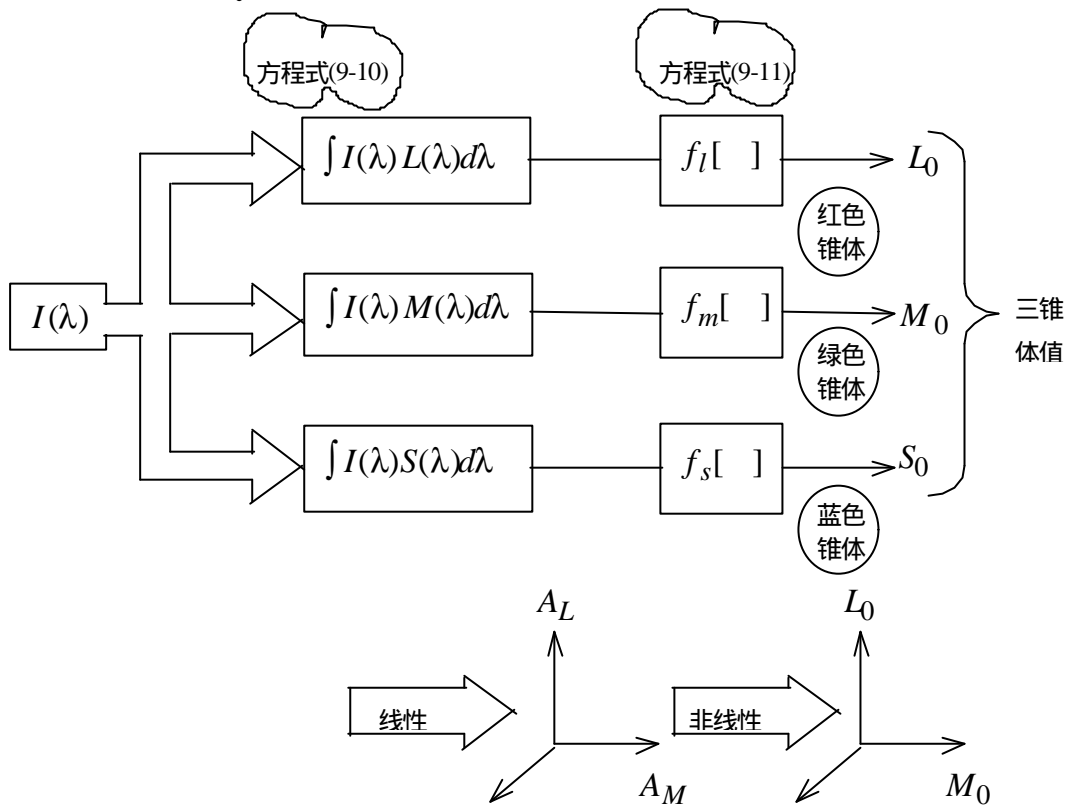 方程式(9-10)
方程式(9-11)
∫I(λ)L(λ)dλ
f_l[ ]
L_0
红色
锥体
I(λ)
∫I(λ)M(λ)dλ
f_m[ ]
M_0
三锥
体值
绿色
锥体
∫I(λ)S(λ)dλ
f_s[ ]
S_0
蓝色
锥体
A_L
L_0
线性
非线性
A_M
M_0